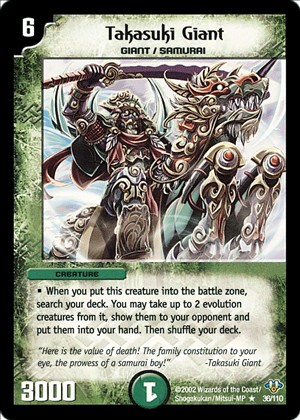 6
Takasuki Giant
GIANT / SAMURAI
CREATURE
▪ When you put this creature into the battle zone,
search your deck. You may take up to 2 evolution
creatures from it, show them to your opponent and
put them into your hand. Then shuffle your deck.
"Here is the value of death! The family constitution to
your eye, the prowess of a samurai boy!"
-Takasuki Giant
3000
1
©2002 Wizards of the Coast/
Shogakukan/Mitsui-MP ★ 36/110